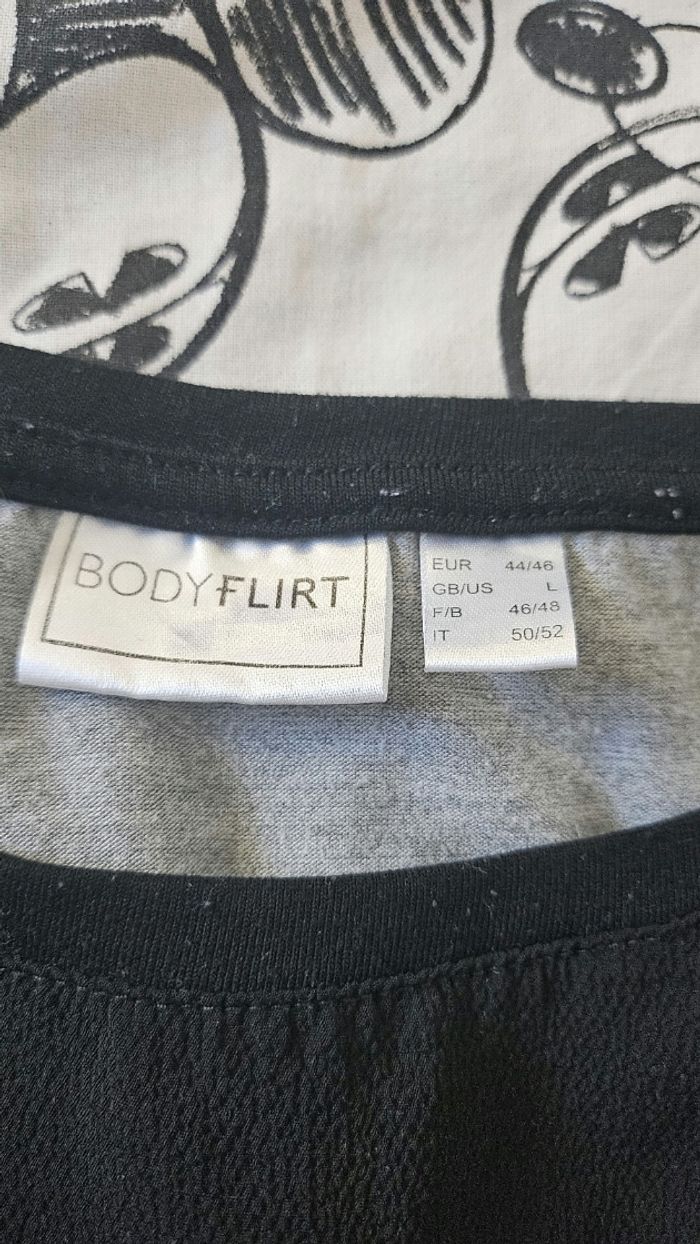 BODYFLIRT
EUR 44/46
GB/US L
F/B 46/48
IT 50/52